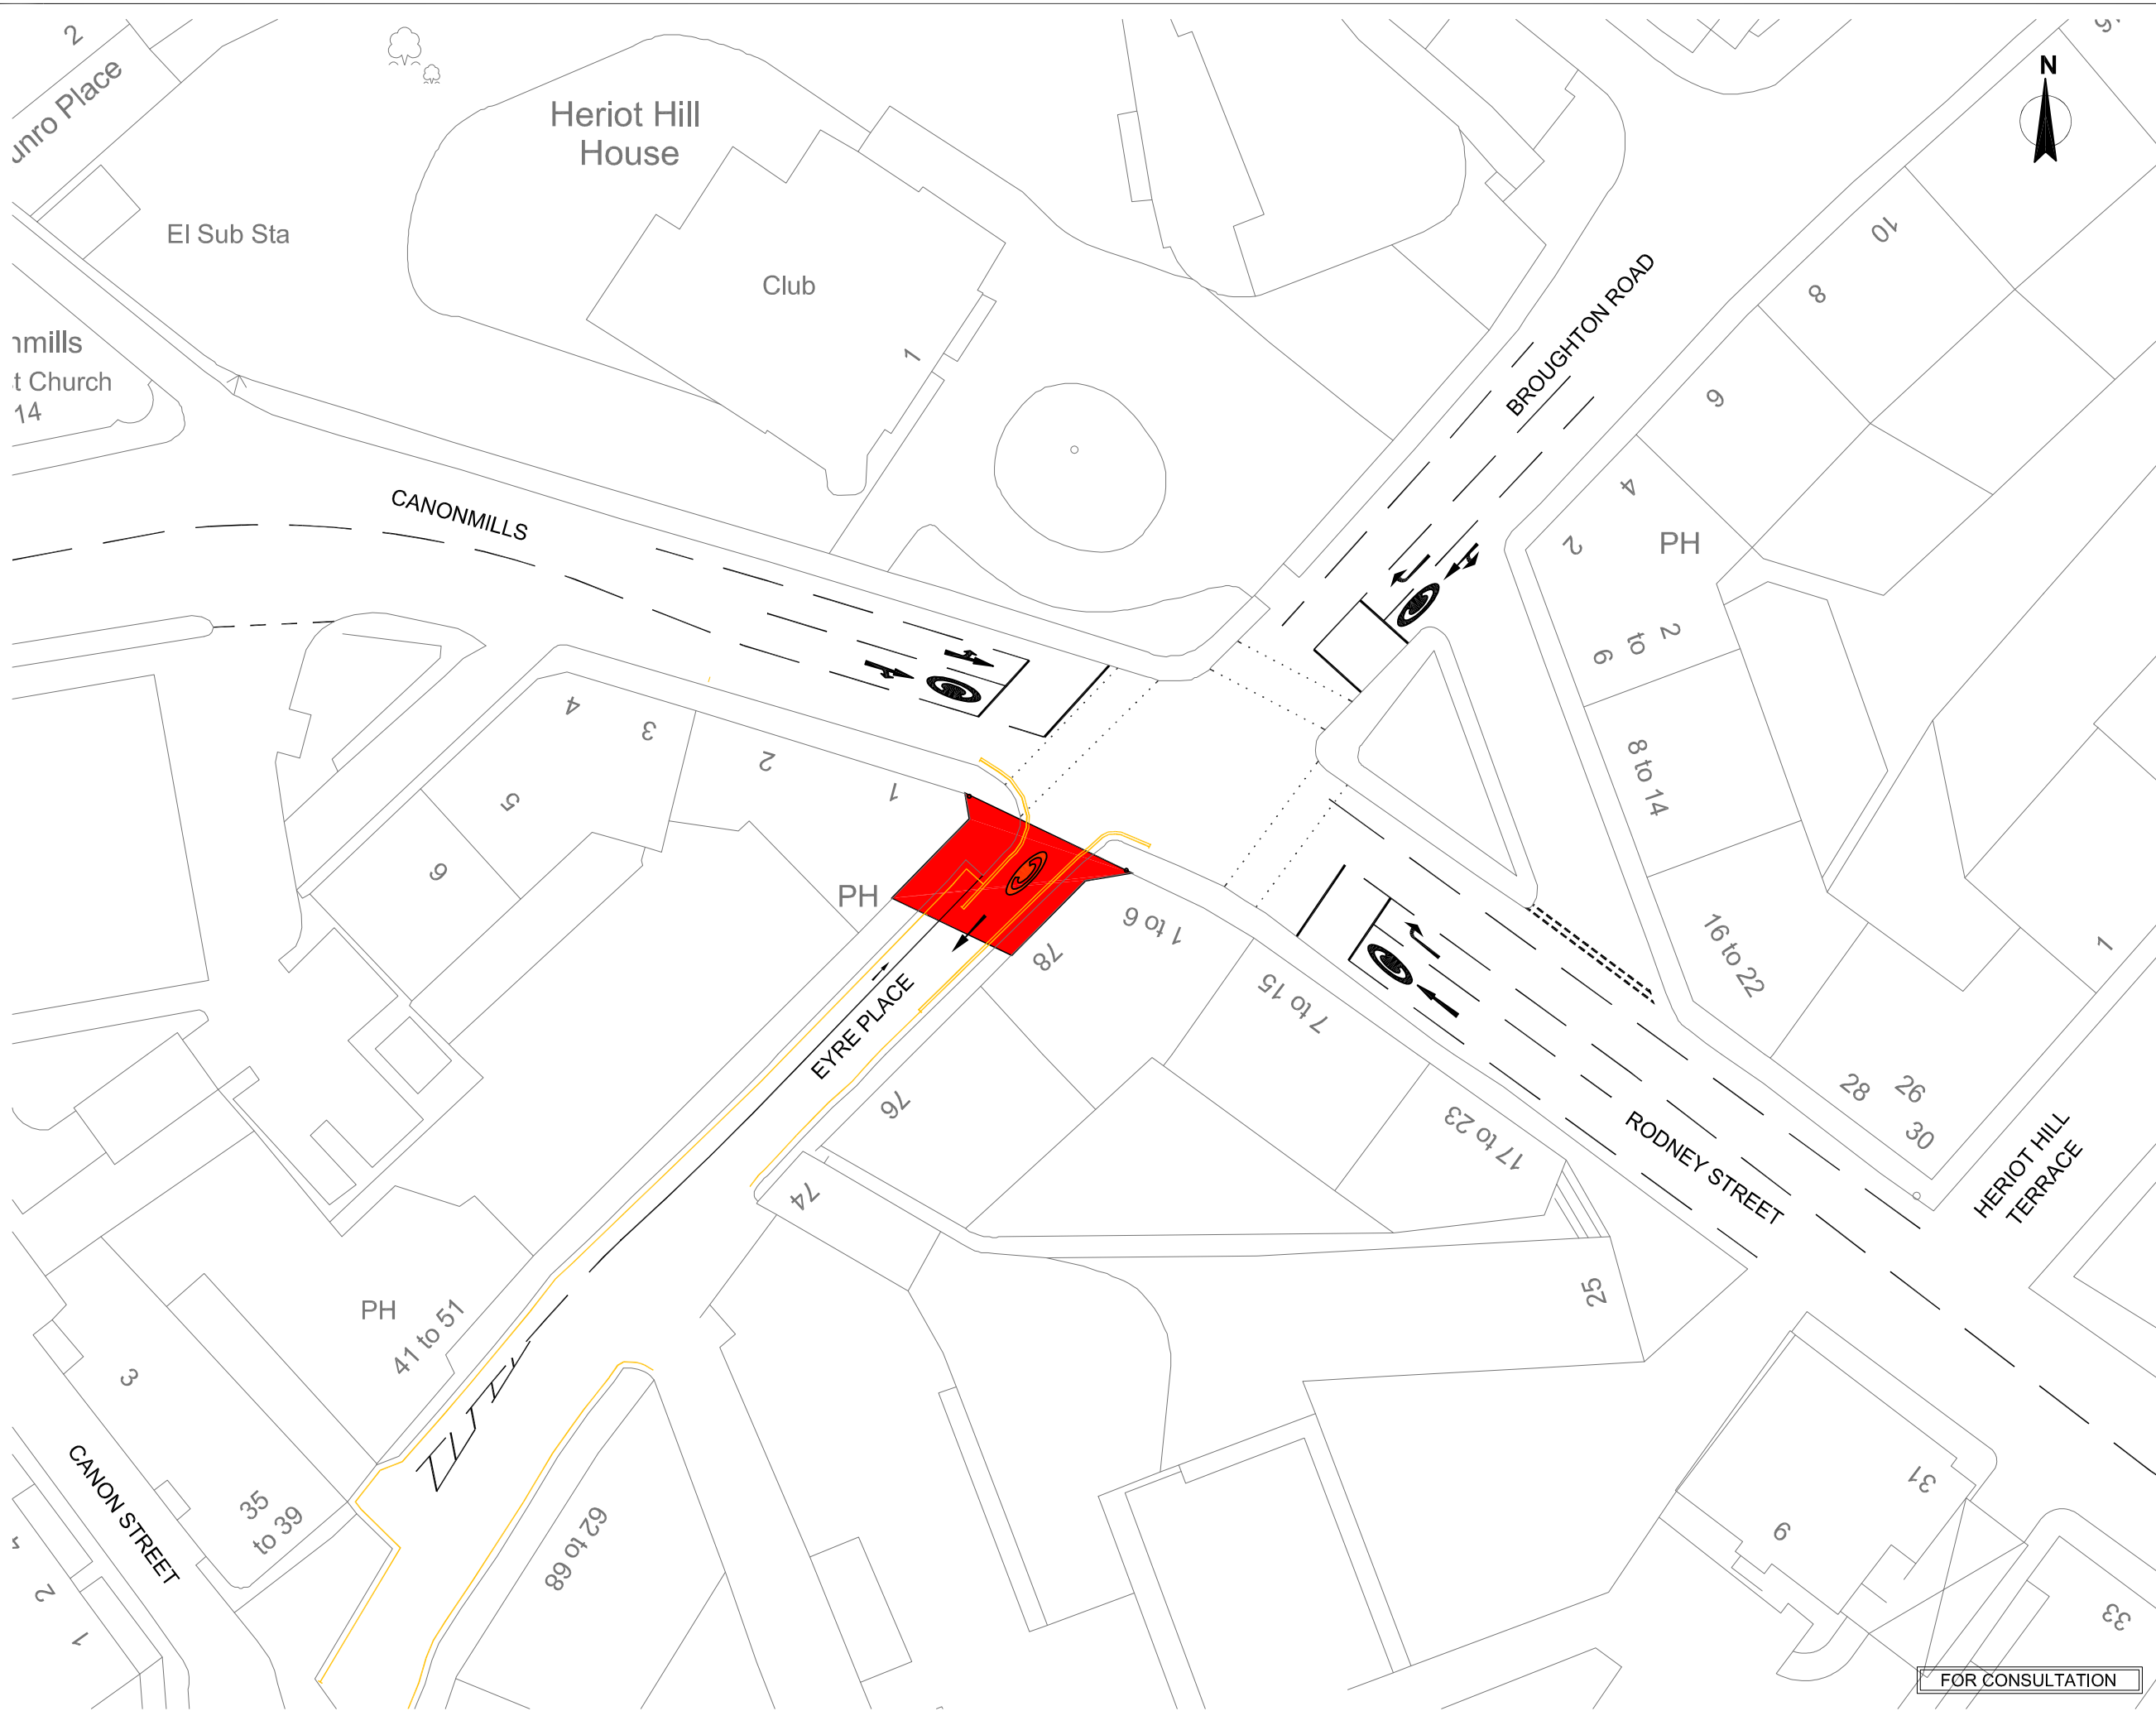 2
unro Place
Heriot Hill
House
El Sub Sta
Club
1
nmills
t Church
14
N
10
8
6
4
2
PH
2
to
6
8 to 14
16 to 22
1
28
26
30
BROUGHTON ROAD
CANONMILLS
4
3
2
1
5
6
PH
78
1 to 6
7 to 15
17 to 23
25
EYRE PLACE
76
74
RODNEY STREET
HERIOT HILL
TERRACE
PH
41 to 51
3
35
to 39
62 to 68
CANON STREET
2
1
31
9
33
FOR CONSULTATION